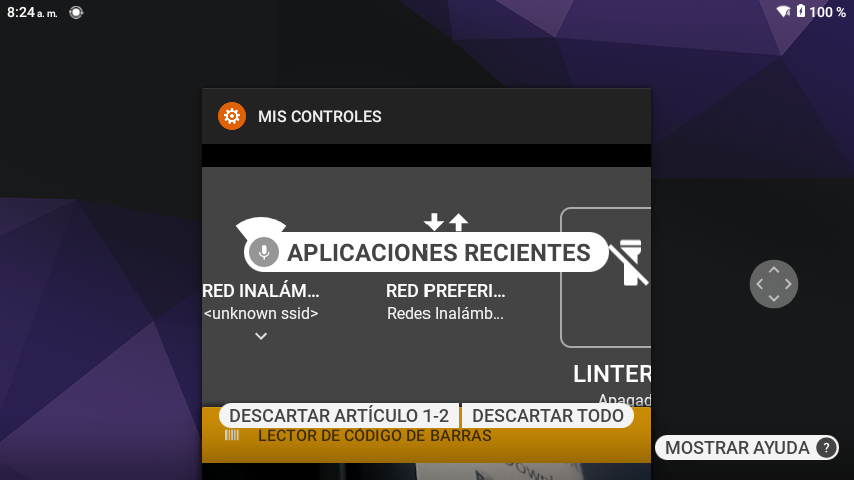 8:24 a. m.
100 %
MIS CONTROLES
APLICACIONES RECIENTES
RED INALÁM...
RED PREFERI...
<unknown ssid>
Redes Inalámb...
LINTER
Apagad
DESCARTAR ARTÍCULO 1-2
DESCARTAR TODO
LECTOR DE CÓDIGO DE BARRAS
MOSTRAR AYUDA ?